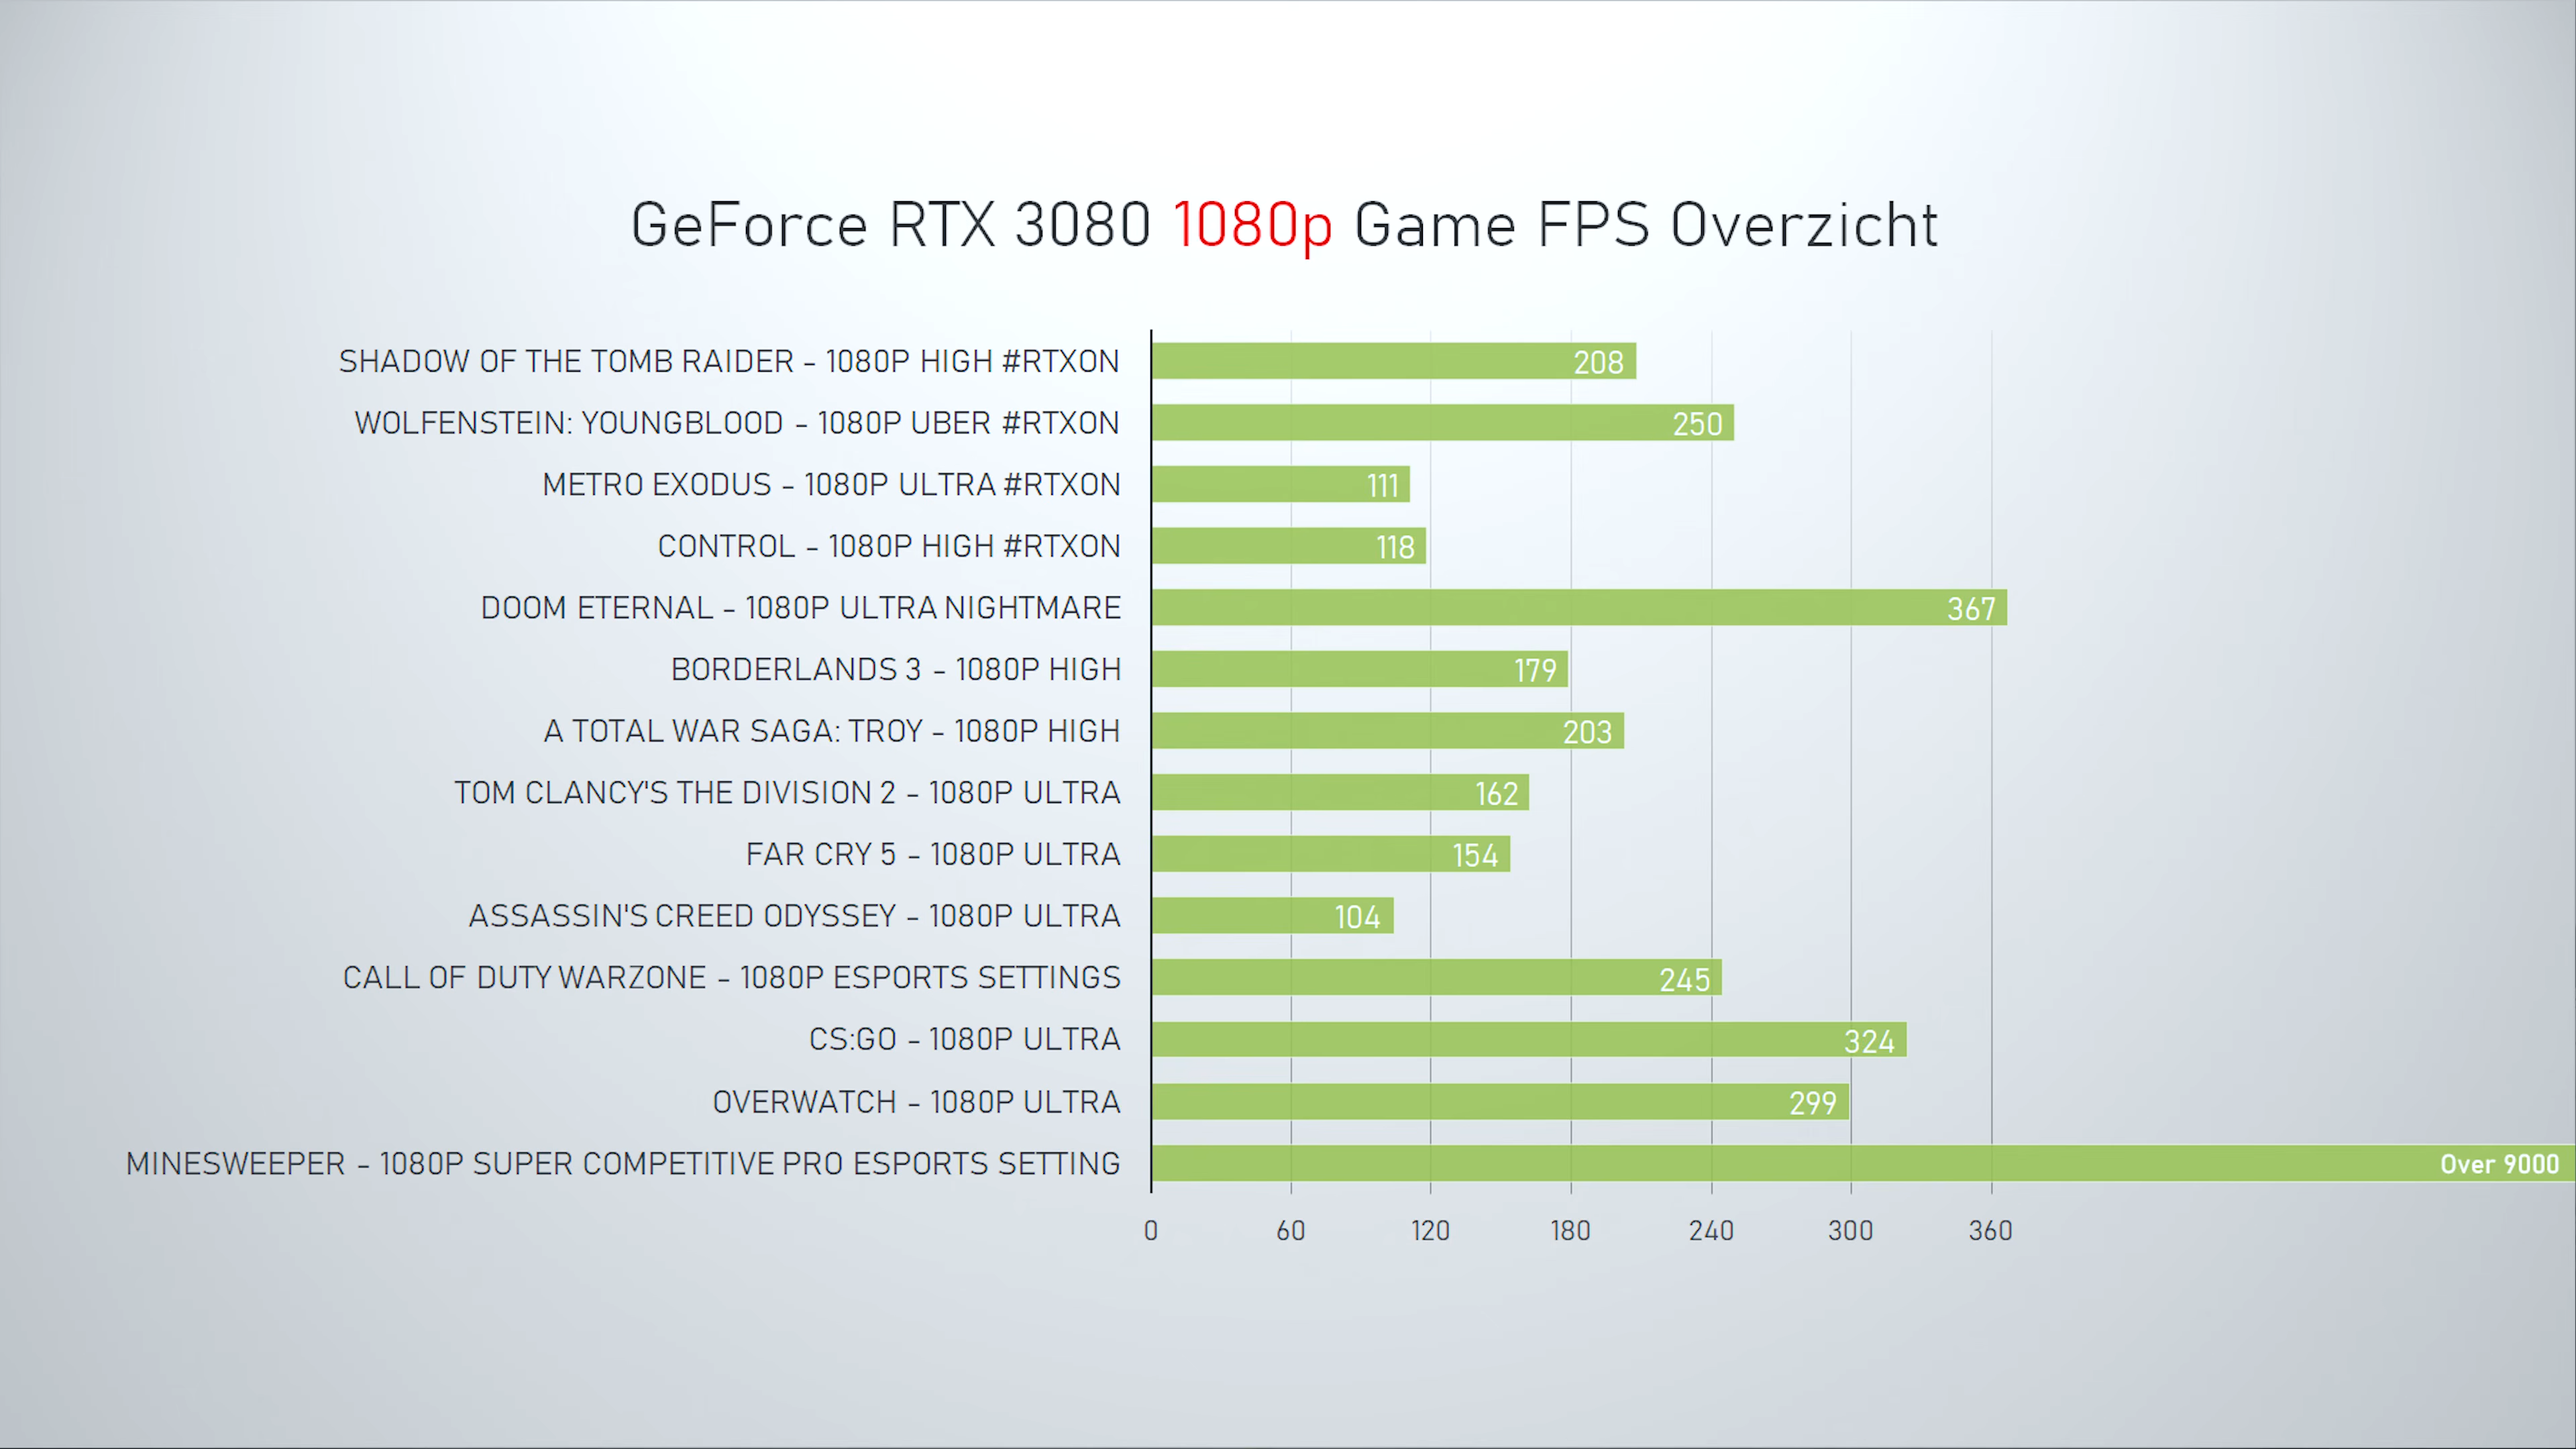 GeForce RTX 3080 1080p Game FPS Overzicht
SHADOW OF THE TOMB RAIDER - 1080P HIGH #RTXON 208
WOLFENSTEIN: YOUNGBLOOD - 1080P UBER #RTXON 250
METRO EXODUS - 1080P ULTRA #RTXON 111
CONTROL - 1080P HIGH #RTXON 118
DOOM ETERNAL - 1080P ULTRA NIGHTMARE 367
BORDERLANDS 3 - 1080P HIGH 179
A TOTAL WAR SAGA: TROY - 1080P HIGH 203
TOM CLANCY'S THE DIVISION 2 - 1080P ULTRA 162
FAR CRY 5 - 1080P ULTRA 154
ASSASSIN'S CREED ODYSSEY - 1080P ULTRA 104
CALL OF DUTY WARZONE - 1080P ESPORTS SETTINGS 245
CS:GO - 1080P ULTRA 324
OVERWATCH - 1080P ULTRA 299
MINESWEEPER - 1080P SUPER COMPETITIVE PRO ESPORTS SETTING Over 9000
0 60 120 180 240 300 360